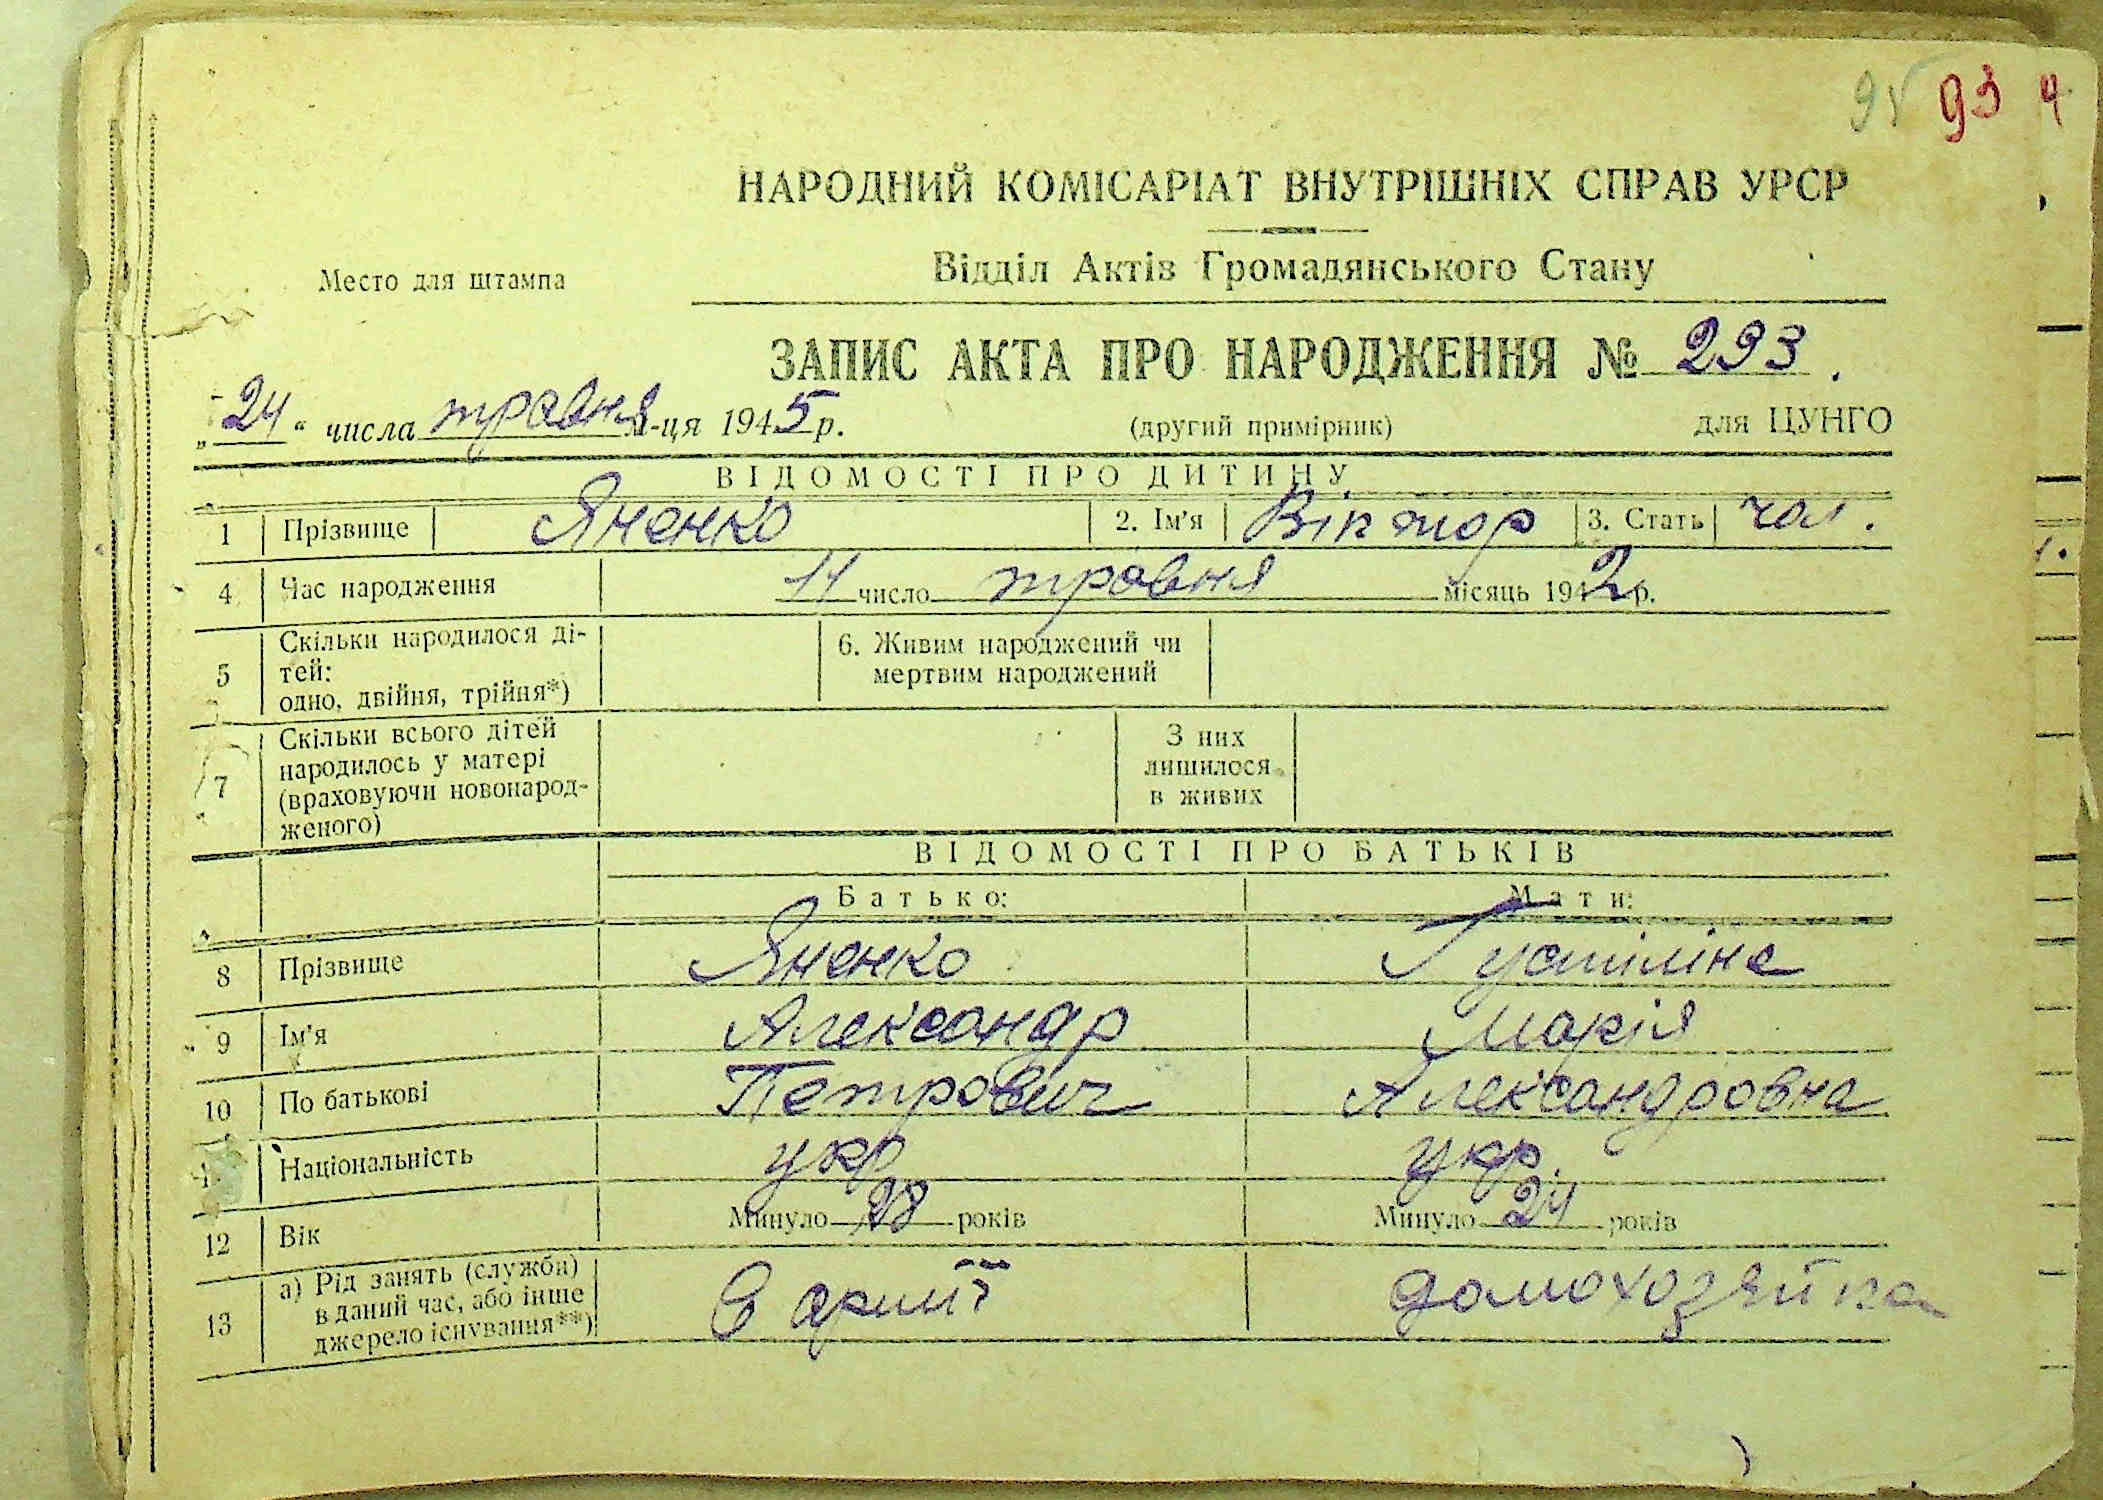 95 93 4
НАРОДНИЙ КОМІСАРІАТ ВНУТРІШНІХ СПРАВ УРСР
Відділ Актів Громадянського Стану
Место для штампа
ЗАПИС АКТА ПРО НАРОДЖЕННЯ № 293.
„24“ числа травня м-ця 1945 р. (другий примірник) для ЦУНГО
ВІДОМОСТІ ПРО ДИТИНУ
1 Прізвище Яненко 2. Ім'я Віктор 3. Стать чол.
4 Час народження 11 число травня місяць 1942 р.
5 Скільки народилося ді-
тей:
одно, двійня, трійня*)
6. Живим народжений чи
мертвим народжений
7 Скільки всього дітей
народилось у матері
(враховуючи новонарод-
женого)
З них
лишилося
в живих
ВІДОМОСТІ ПРО БАТЬКІВ
Батько: Мати:
8 Прізвище Яненко
9 Ім'я Александр Марія
10 По батькові Петрович Александровна
Національність укр укр.
12 Вік Минуло 28 років Минуло 24 років
13 а) Рід занять (служби)
в даний час, або інше
джерело існування**)
В армії домохозяйка